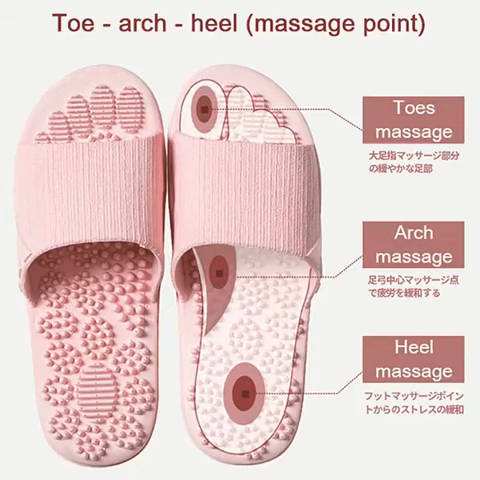 Toe - arch - heel (massage point)
Toes
massage
大足指マッサージ部分
の緩やかな足部
Arch
massage
足弓中心マッサージ点
で疲労を緩和する
Heel
massage
フットマッサージポイン
トからのストレスの緩和